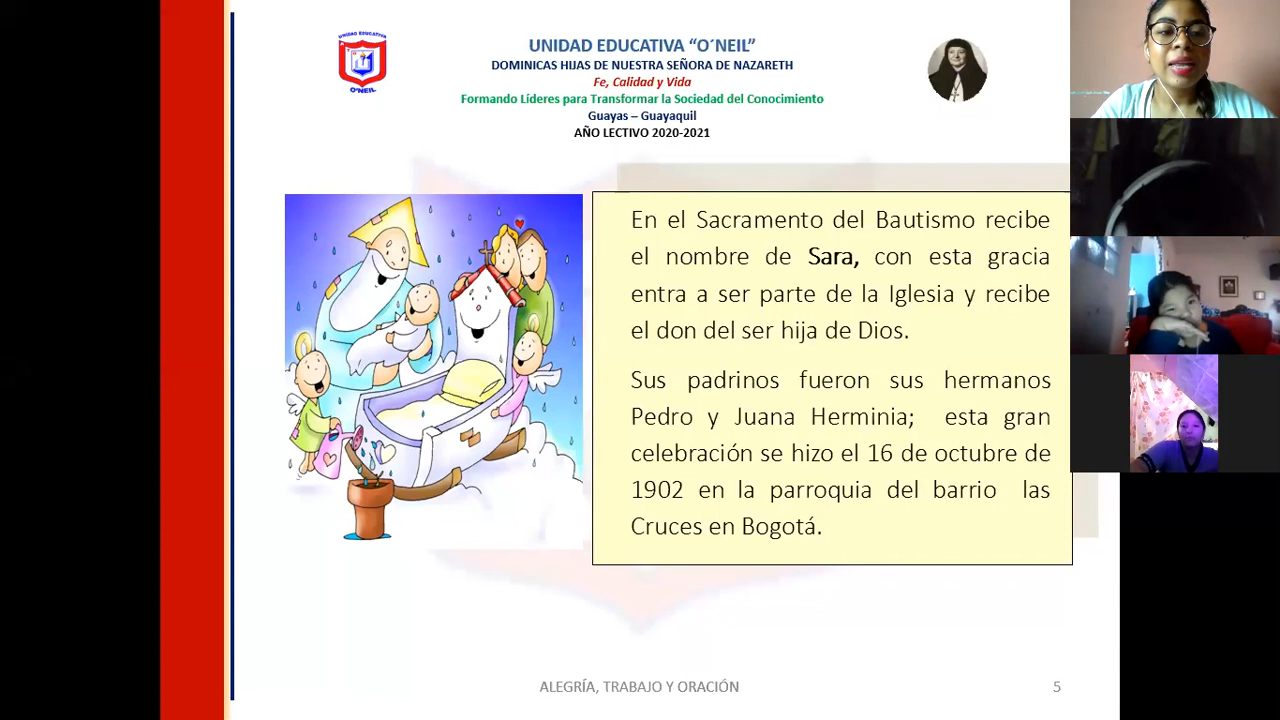 UNIDAD EDUCATIVA
O´NEIL
UNIDAD EDUCATIVA “O´NEIL”
DOMINICAS HIJAS DE NUESTRA SEÑORA DE NAZARETH
Fe, Calidad y Vida
Formando Líderes para Transformar la Sociedad del Conocimiento
Guayas – Guayaquil
AÑO LECTIVO 2020-2021
En el Sacramento del Bautismo recibe
el nombre de Sara, con esta gracia
entra a ser parte de la Iglesia y recibe
el don del ser hija de Dios.
Sus padrinos fueron sus hermanos
Pedro y Juana Herminia; esta gran
celebración se hizo el 16 de octubre de
1902 en la parroquia del barrio las
Cruces en Bogotá.
ALEGRÍA, TRABAJO Y ORACIÓN
5